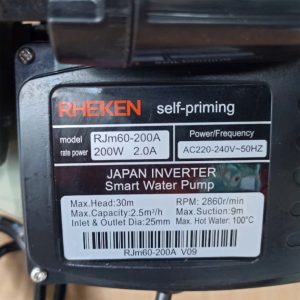 RHEKEN self-priming
model RJm60-200A Power/Frequency
rate power 200W 2.0A AC220-240V~50HZ
JAPAN INVERTER
Smart Water Pump
Max.Head:30m RPM: 2860r/min
Max.Capacity:2.5m³/h Max.Suction:9m
Inlet & Outlet Dia:25mm Max. Hot Water: 100°C
RJm60-200A V09